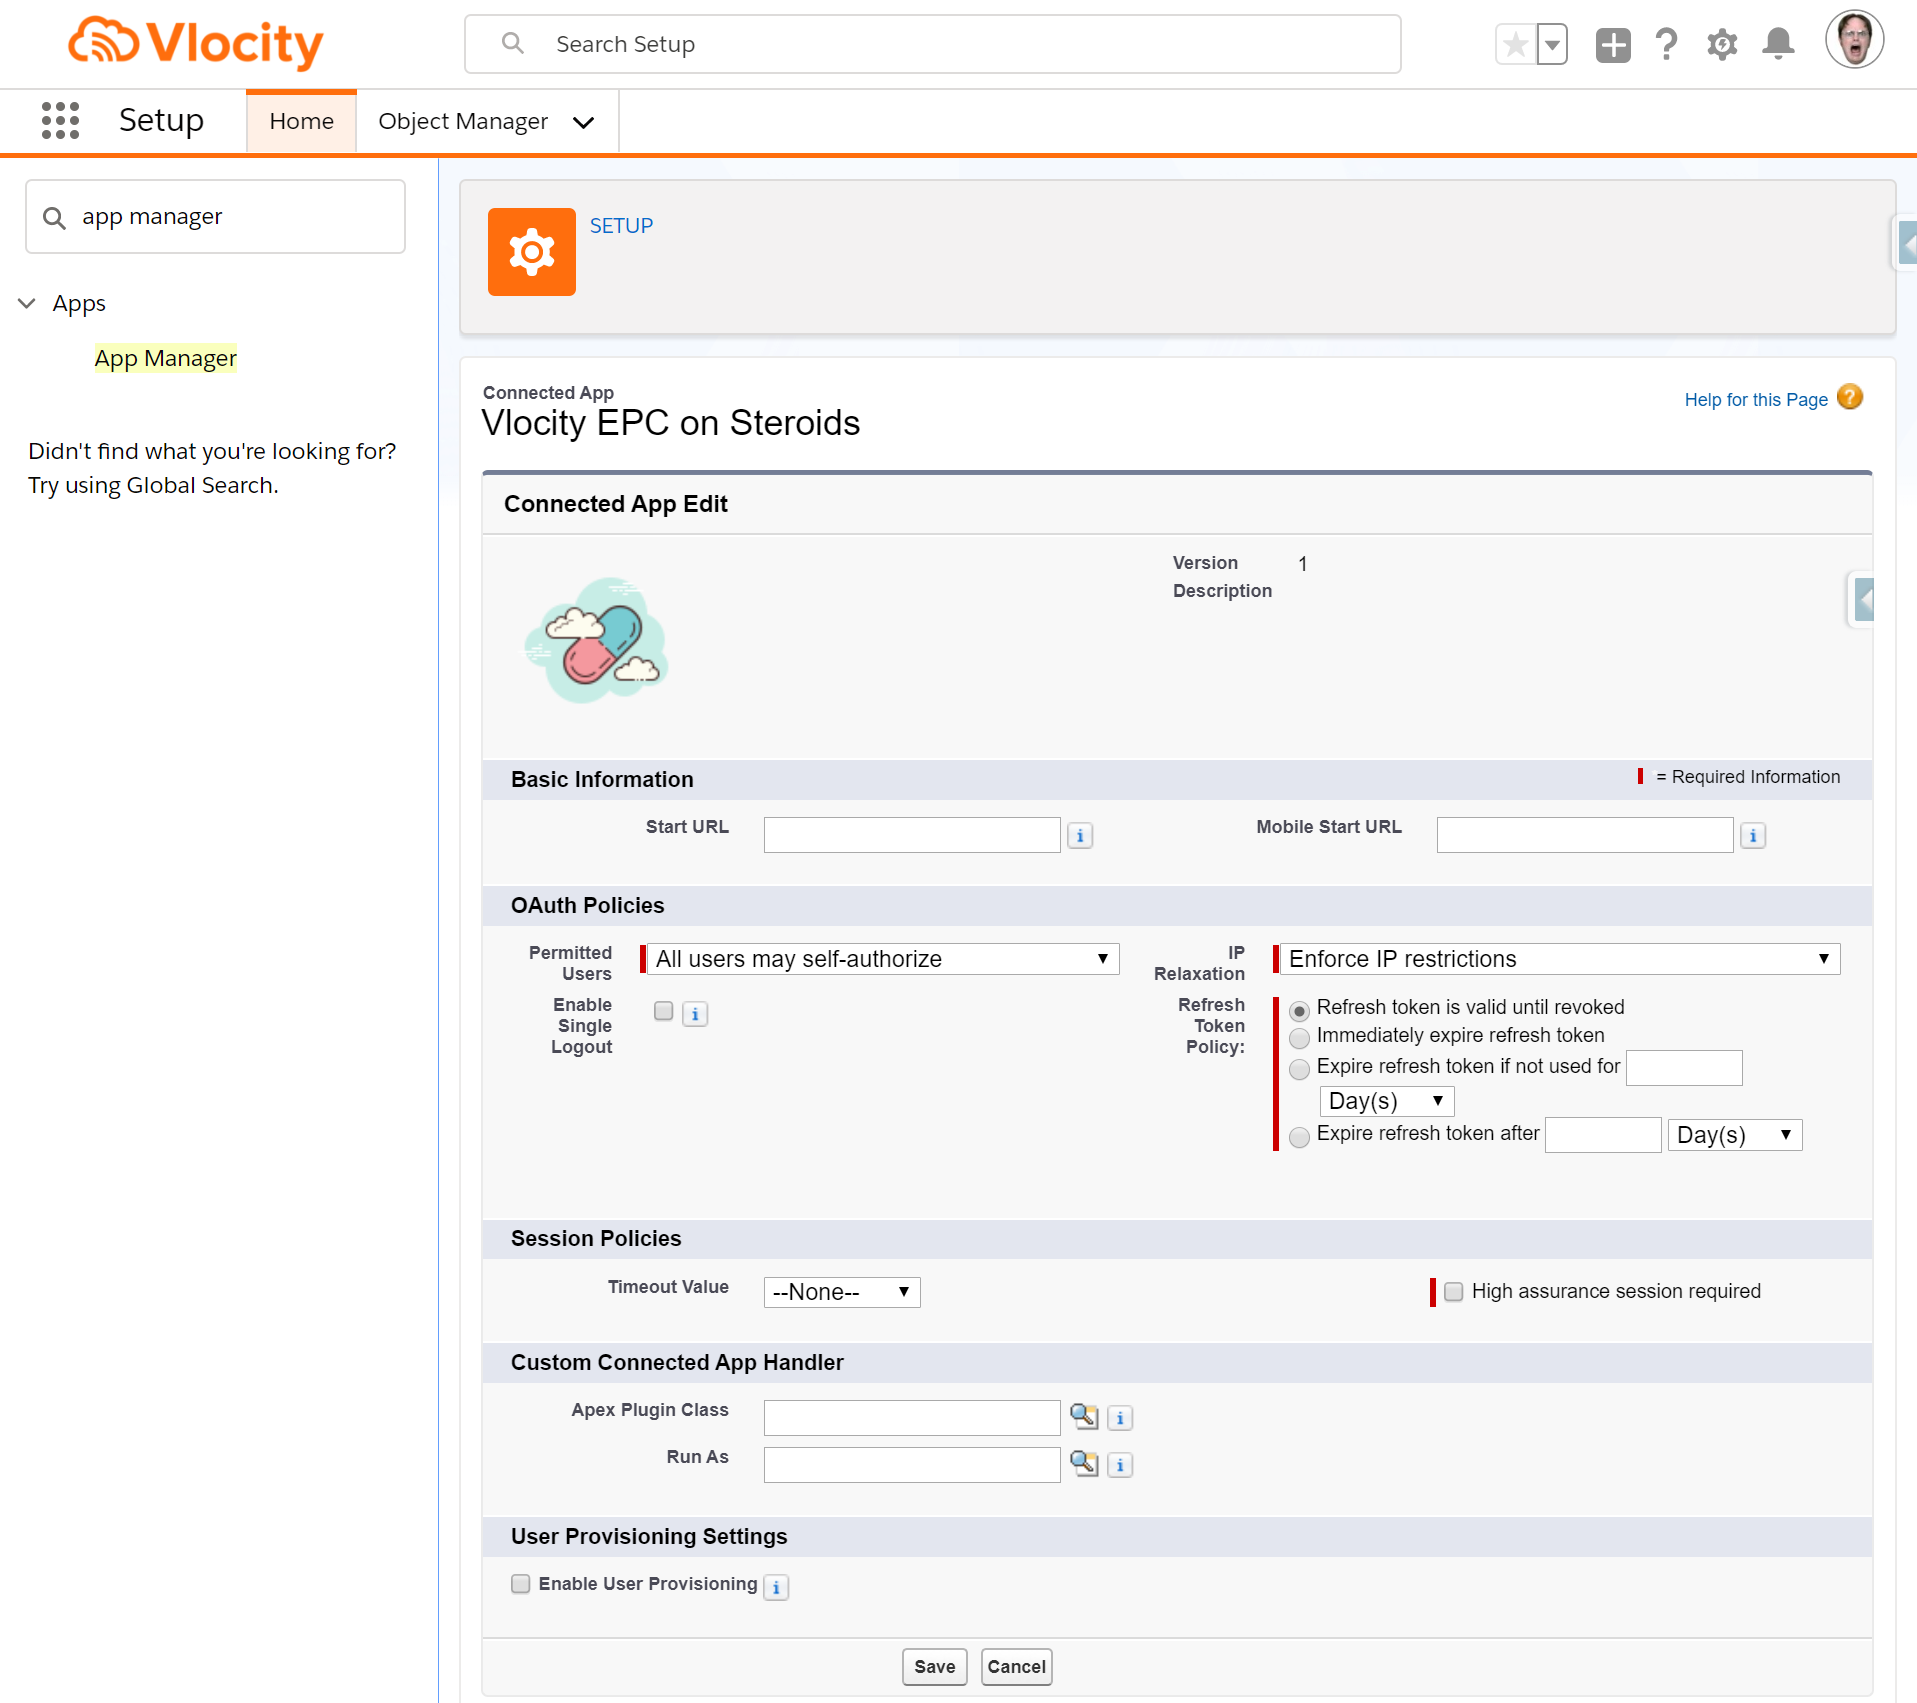 Vlocity
Search Setup
Setup
Home
Object Manager
app manager
Apps
App Manager
Didn't find what you're looking for?
Try using Global Search.
SETUP
Connected App
Vlocity EPC on Steroids
Help for this Page
Connected App Edit
Version 1
Description
Basic Information
= Required Information
Start URL
Mobile Start URL
OAuth Policies
Permitted Users
All users may self-authorize
IP Relaxation
Enforce IP restrictions
Enable Single Logout
Refresh Token Policy:
Refresh token is valid until revoked
Immediately expire refresh token
Expire refresh token if not used for
Day(s)
Expire refresh token after
Day(s)
Session Policies
Timeout Value
--None--
High assurance session required
Custom Connected App Handler
Apex Plugin Class
Run As
User Provisioning Settings
Enable User Provisioning
Save
Cancel